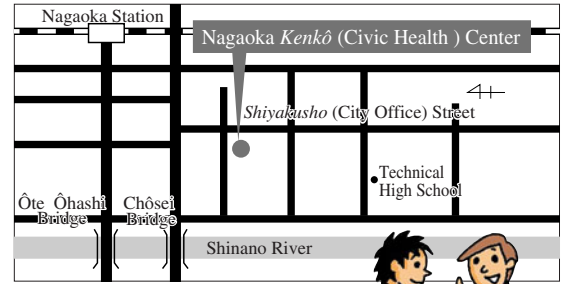 Nagaoka Station
Nagaoka Kenkô (Civic Health ) Center
Shiyakusho (City Office) Street
Technical
High School
Ôte Ôhashi
Bridge
Chôsei
Bridge
Shinano River